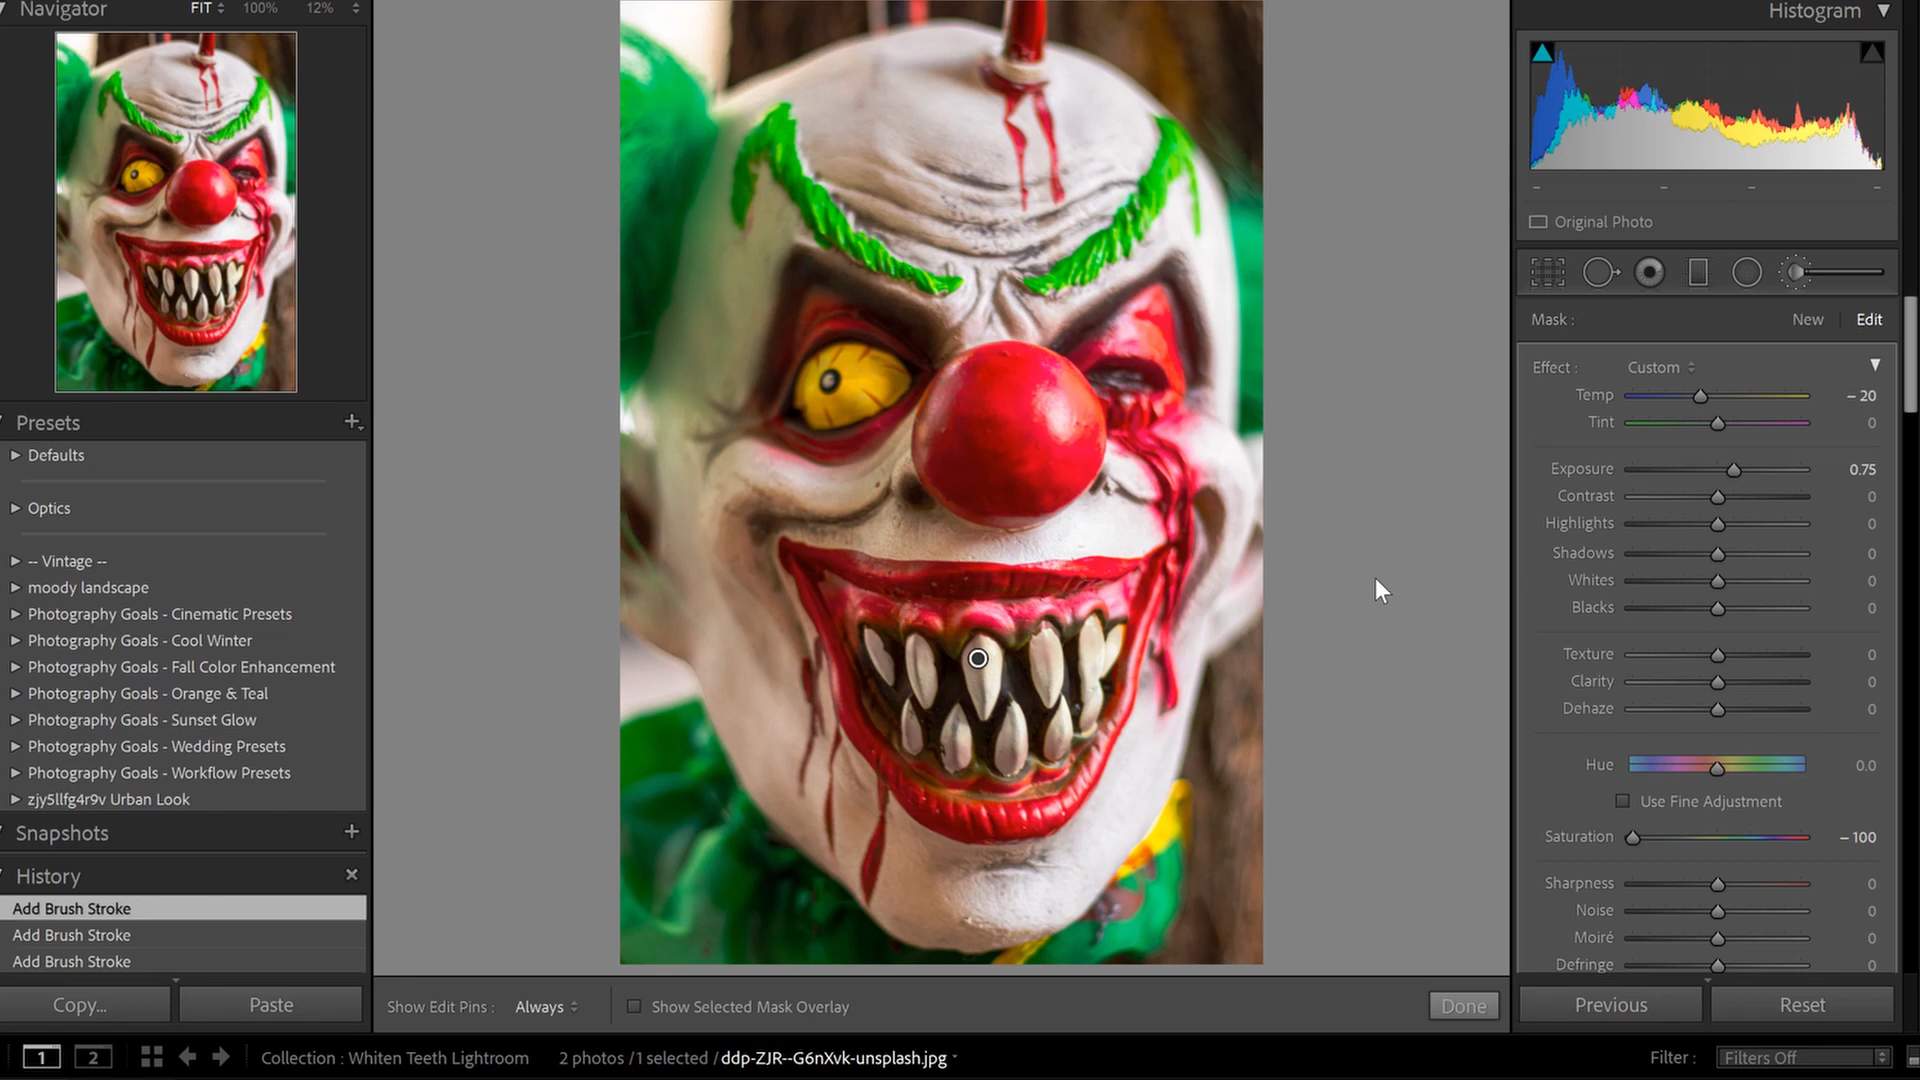 Navigator FIT 100% 12%
Presets +
Defaults
Optics
-- Vintage --
moody landscape
Photography Goals - Cinematic Presets
Photography Goals - Cool Winter
Photography Goals - Fall Color Enhancement
Photography Goals - Orange & Teal
Photography Goals - Sunset Glow
Photography Goals - Wedding Presets
Photography Goals - Workflow Presets
zjy5llfg4r9v Urban Look
Snapshots +
History ×
Add Brush Stroke
Add Brush Stroke
Add Brush Stroke
Copy... Paste
Show Edit Pins : Always Show Selected Mask Overlay Done
Histogram
Original Photo
Mask : New Edit
Effect : Custom
Temp – 20
Tint 0
Exposure 0.75
Contrast 0
Highlights 0
Shadows 0
Whites 0
Blacks 0
Texture 0
Clarity 0
Dehaze 0
Hue 0.0
Use Fine Adjustment
Saturation – 100
Sharpness 0
Noise 0
Moiré 0
Defringe 0
Previous Reset
1 2 Collection : Whiten Teeth Lightroom 2 photos / 1 selected / ddp-ZJR--G6nXvk-unsplash.jpg Filter : Filters Off